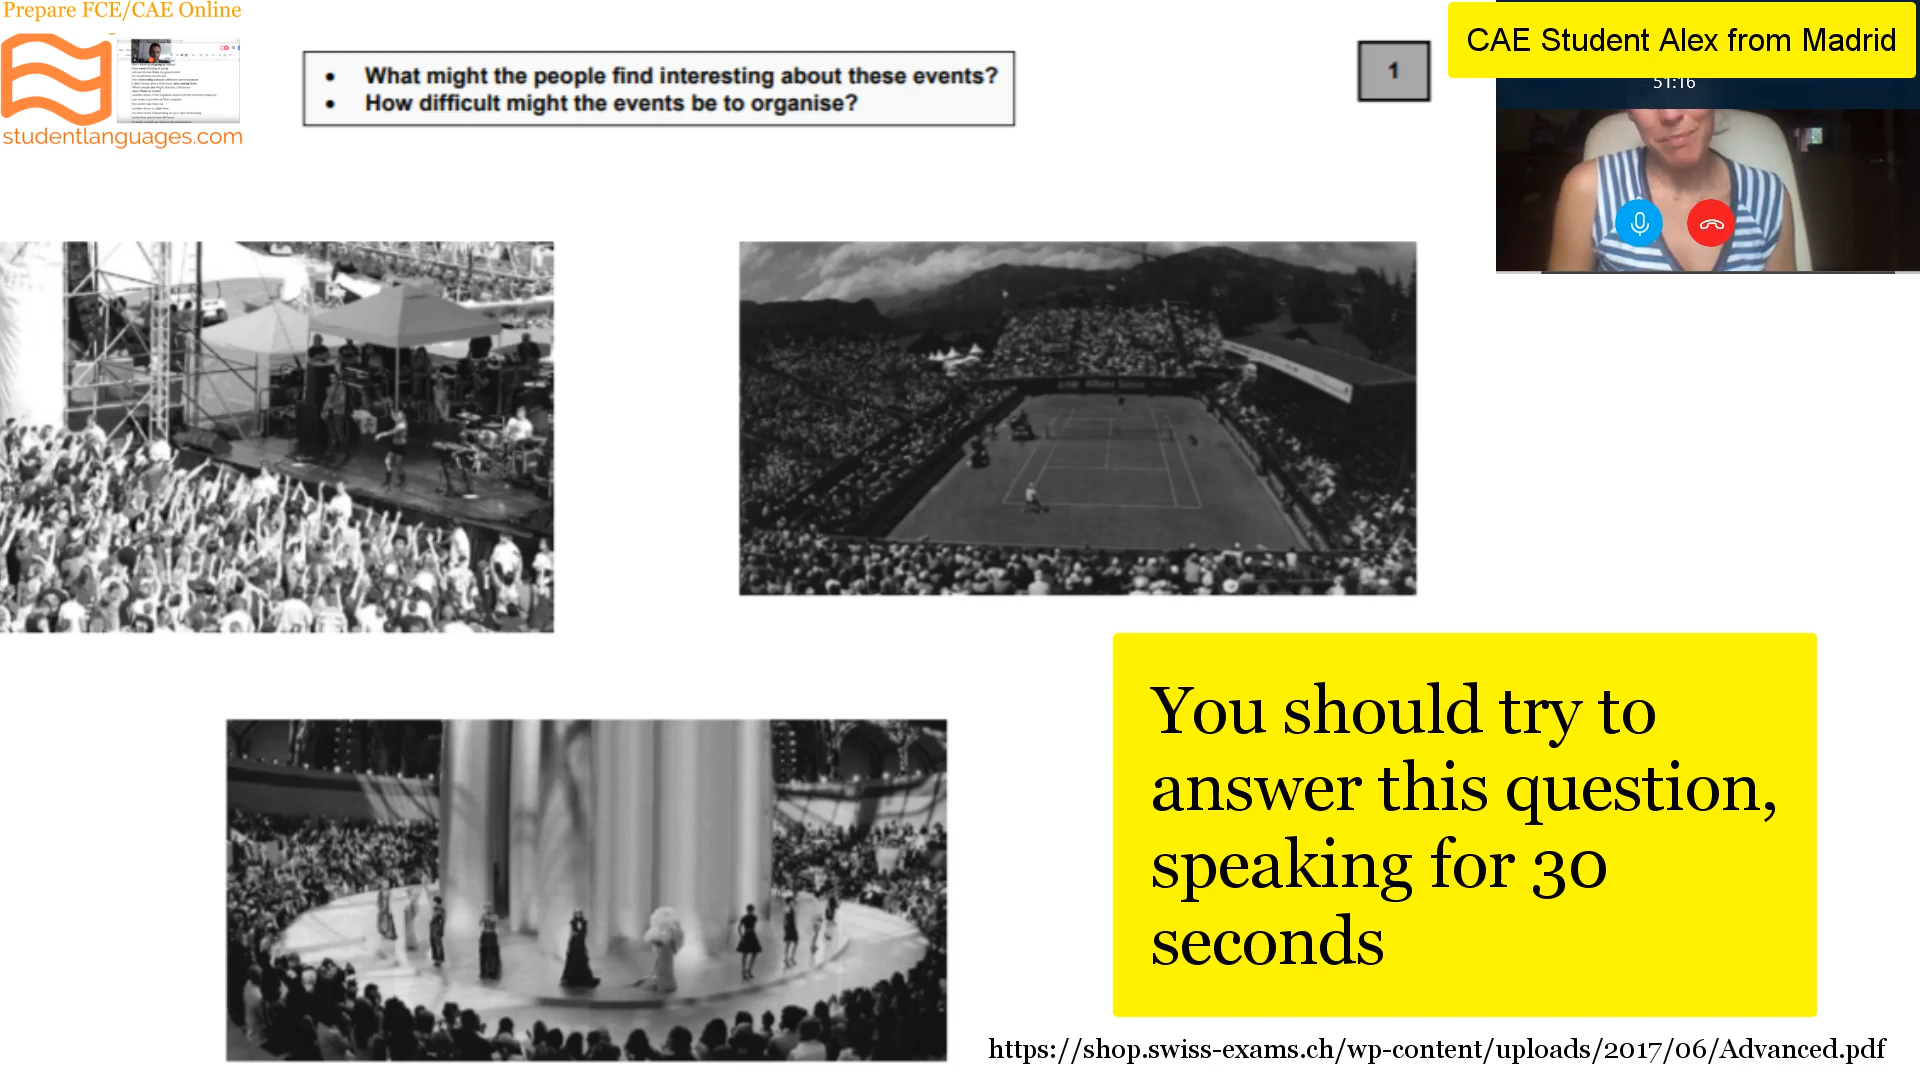 Prepare FCE/CAE Online
studentlanguages.com
• What might the people find interesting about these events?
• How difficult might the events be to organise?
1
CAE Student Alex from Madrid
51:16
You should try to
answer this question,
speaking for 30
seconds
https://shop.swiss-exams.ch/wp-content/uploads/2017/06/Advanced.pdf